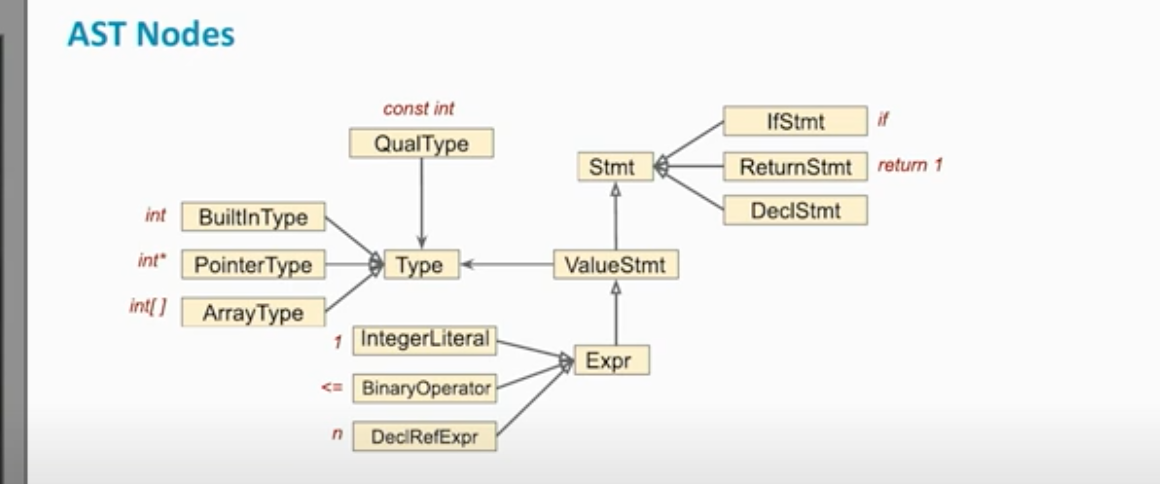 AST Nodes
const int
QualType
IfStmt
if
Stmt
ReturnStmt
return 1
DeclStmt
int
BuiltInType
int*
PointerType
Type
ValueStmt
int[ ]
ArrayType
1
IntegerLiteral
Expr
<=
BinaryOperator
n
DeclRefExpr